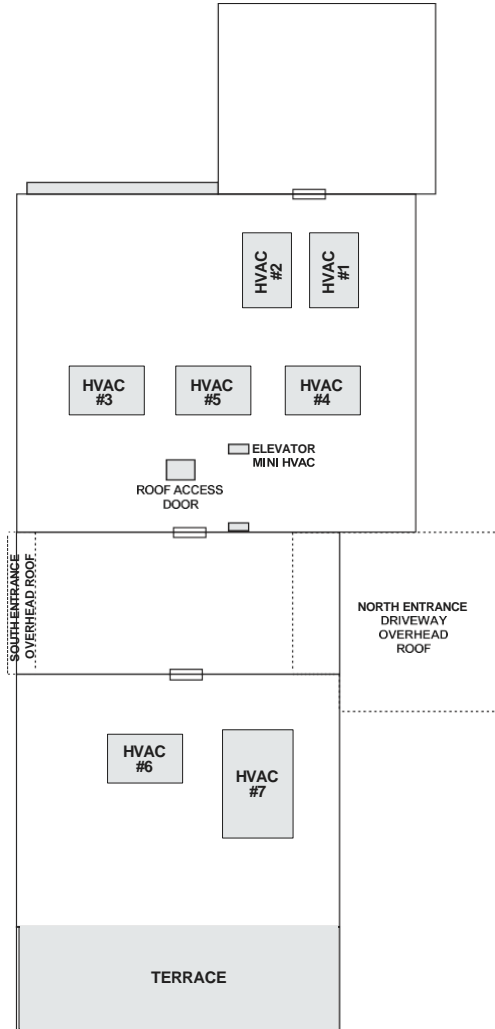 HVAC
#2
HVAC
#1
HVAC
#3
HVAC
#5
HVAC
#4
ELEVATOR
MINI HVAC
ROOF ACCESS
DOOR
SOUTH ENTRANCE
OVERHEAD ROOF
NORTH ENTRANCE
DRIVEWAY
OVERHEAD
ROOF
HVAC
#6
HVAC
#7
TERRACE